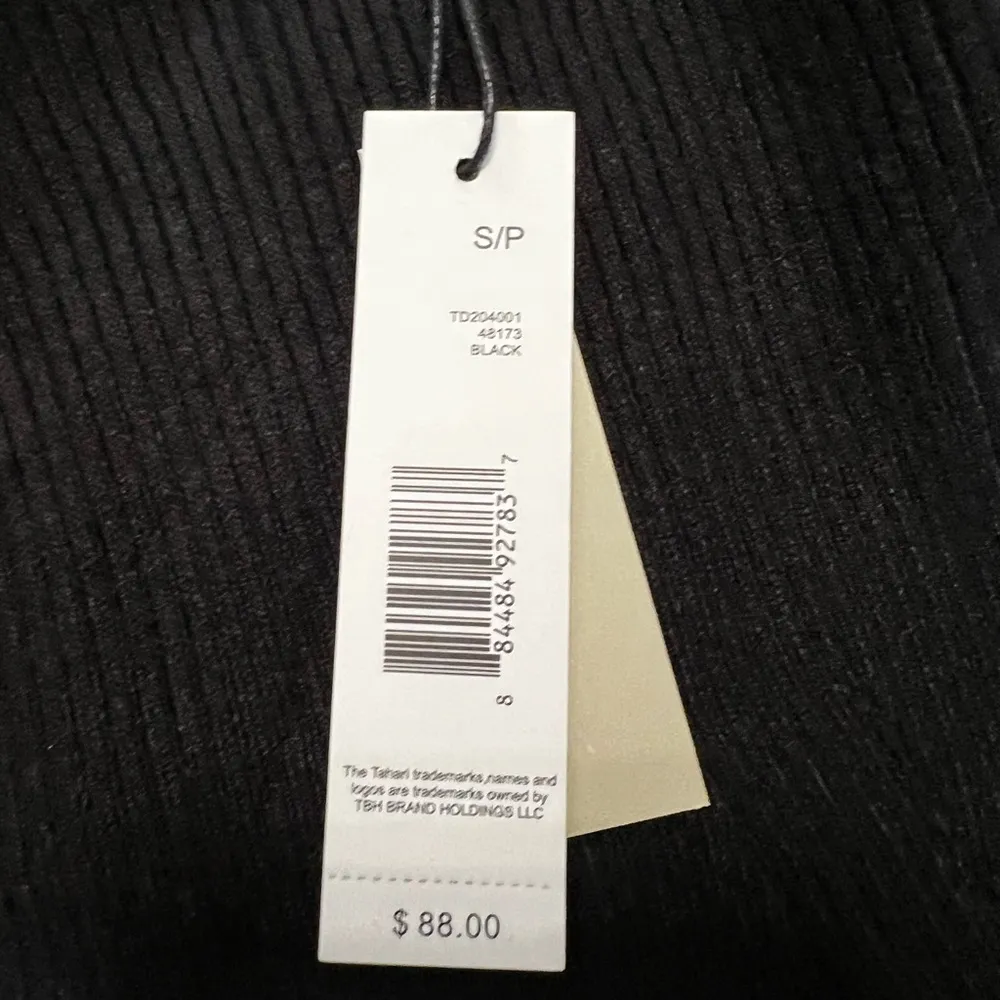 S/P
TD204001
48173
BLACK
8 84484 92783 7
The Tahari trademarks,names and
logos are trademarks owned by
TBH BRAND HOLDINGS LLC
$ 88.00